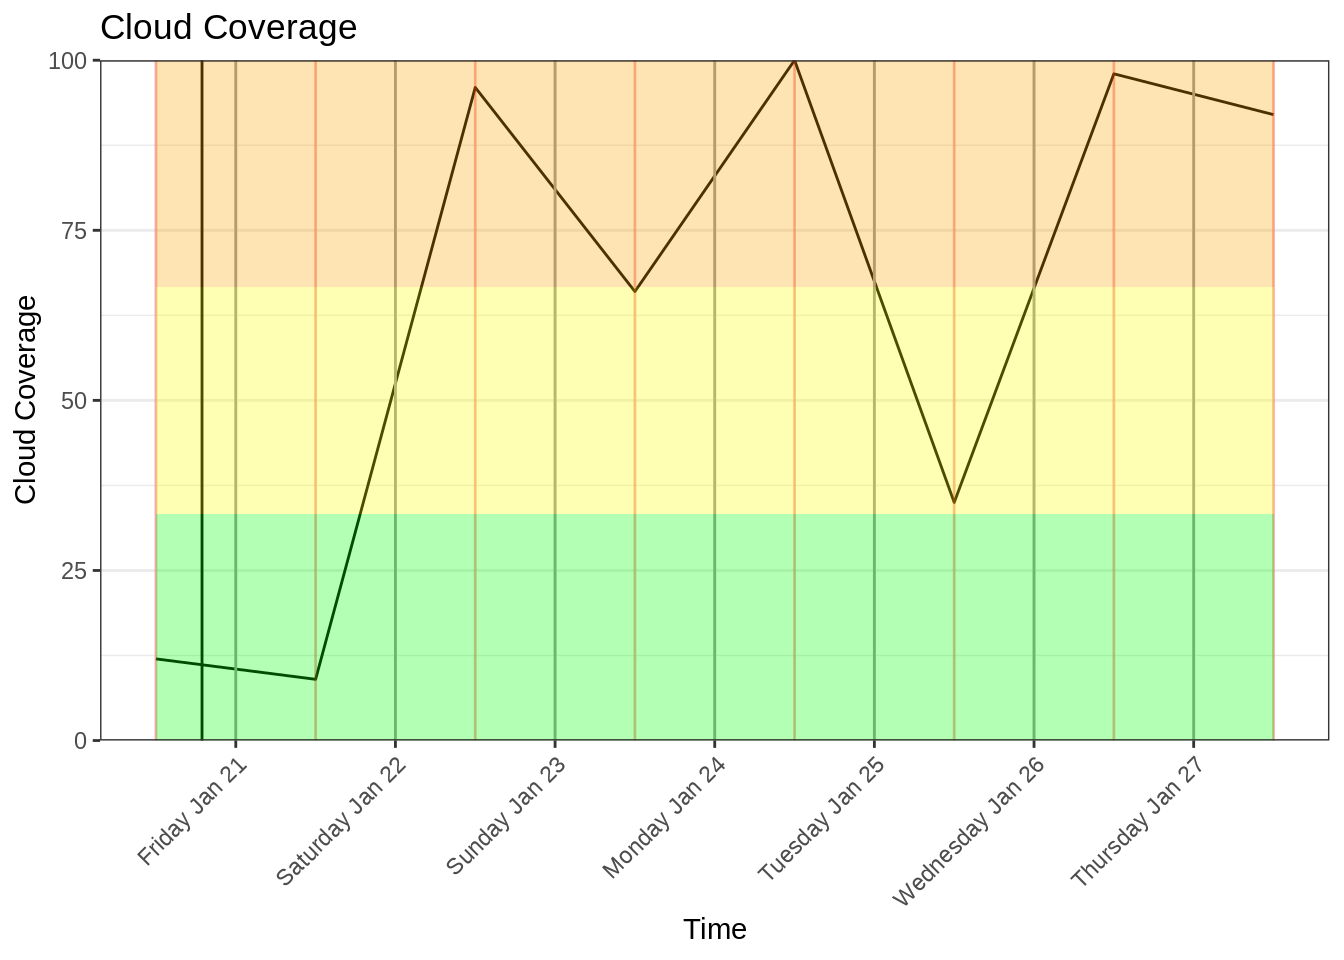 Cloud Coverage
Cloud Coverage
100
75
50
25
0
Friday Jan 21
Saturday Jan 22
Sunday Jan 23
Monday Jan 24
Tuesday Jan 25
Wednesday Jan 26
Thursday Jan 27
Time